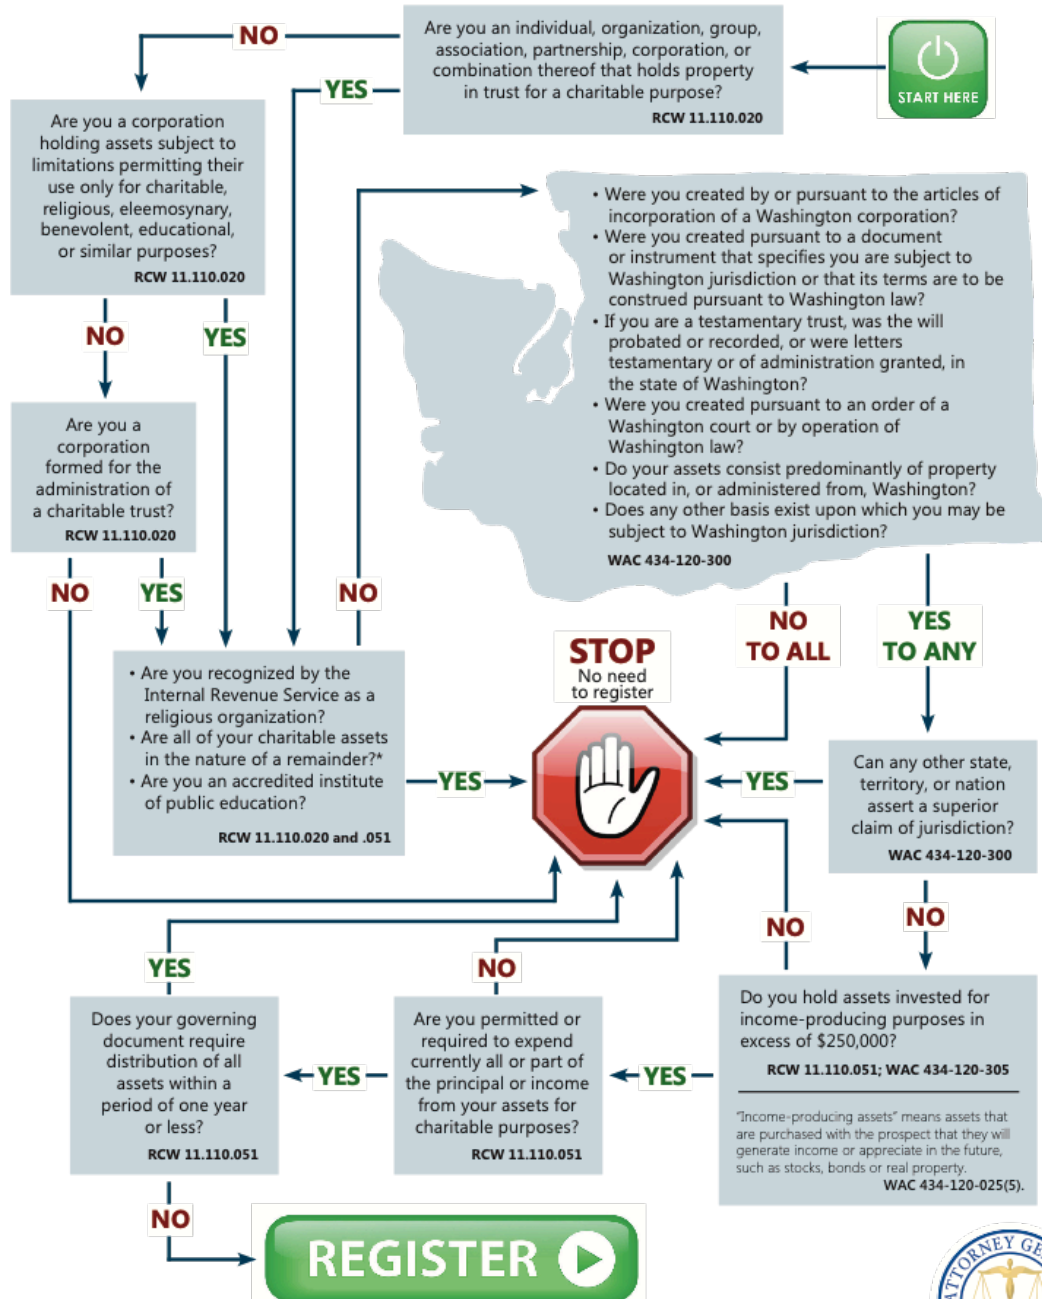 START HERE
Are you an individual, organization, group,
association, partnership, corporation, or
combination thereof that holds property
in trust for a charitable purpose?
RCW 11.110.020
NO
YES
Are you a corporation
holding assets subject to
limitations permitting their
use only for charitable,
religious, eleemosynary,
benevolent, educational,
or similar purposes?
RCW 11.110.020
NO
YES
Are you a
corporation
formed for the
administration of
a charitable trust?
RCW 11.110.020
NO
YES
• Are you recognized by the
Internal Revenue Service as a
religious organization?
• Are all of your charitable assets
in the nature of a remainder?*
• Are you an accredited institute
of public education?
RCW 11.110.020 and .051
NO
YES
• Were you created by or pursuant to the articles of
incorporation of a Washington corporation?
• Were you created pursuant to a document
or instrument that specifies you are subject to
Washington jurisdiction or that its terms are to be
construed pursuant to Washington law?
• If you are a testamentary trust, was the will
probated or recorded, or were letters
testamentary or of administration granted, in
the state of Washington?
• Were you created pursuant to an order of a
Washington court or by operation of
Washington law?
• Do your assets consist predominantly of property
located in, or administered from, Washington?
• Does any other basis exist upon which you may be
subject to Washington jurisdiction?
WAC 434-120-300
NO
TO ALL
YES
TO ANY
STOP
No need
to register
Can any other state,
territory, or nation
assert a superior
claim of jurisdiction?
WAC 434-120-300
YES
NO
Do you hold assets invested for
income-producing purposes in
excess of $250,000?
RCW 11.110.051; WAC 434-120-305
"Income-producing assets" means assets that
are purchased with the prospect that they will
generate income or appreciate in the future,
such as stocks, bonds or real property.
WAC 434-120-025(5).
NO
YES
Are you permitted or
required to expend
currently all or part of
the principal or income
from your assets for
charitable purposes?
RCW 11.110.051
NO
YES
Does your governing
document require
distribution of all
assets within a
period of one year
or less?
RCW 11.110.051
YES
NO
REGISTER
ATTORNEY GE